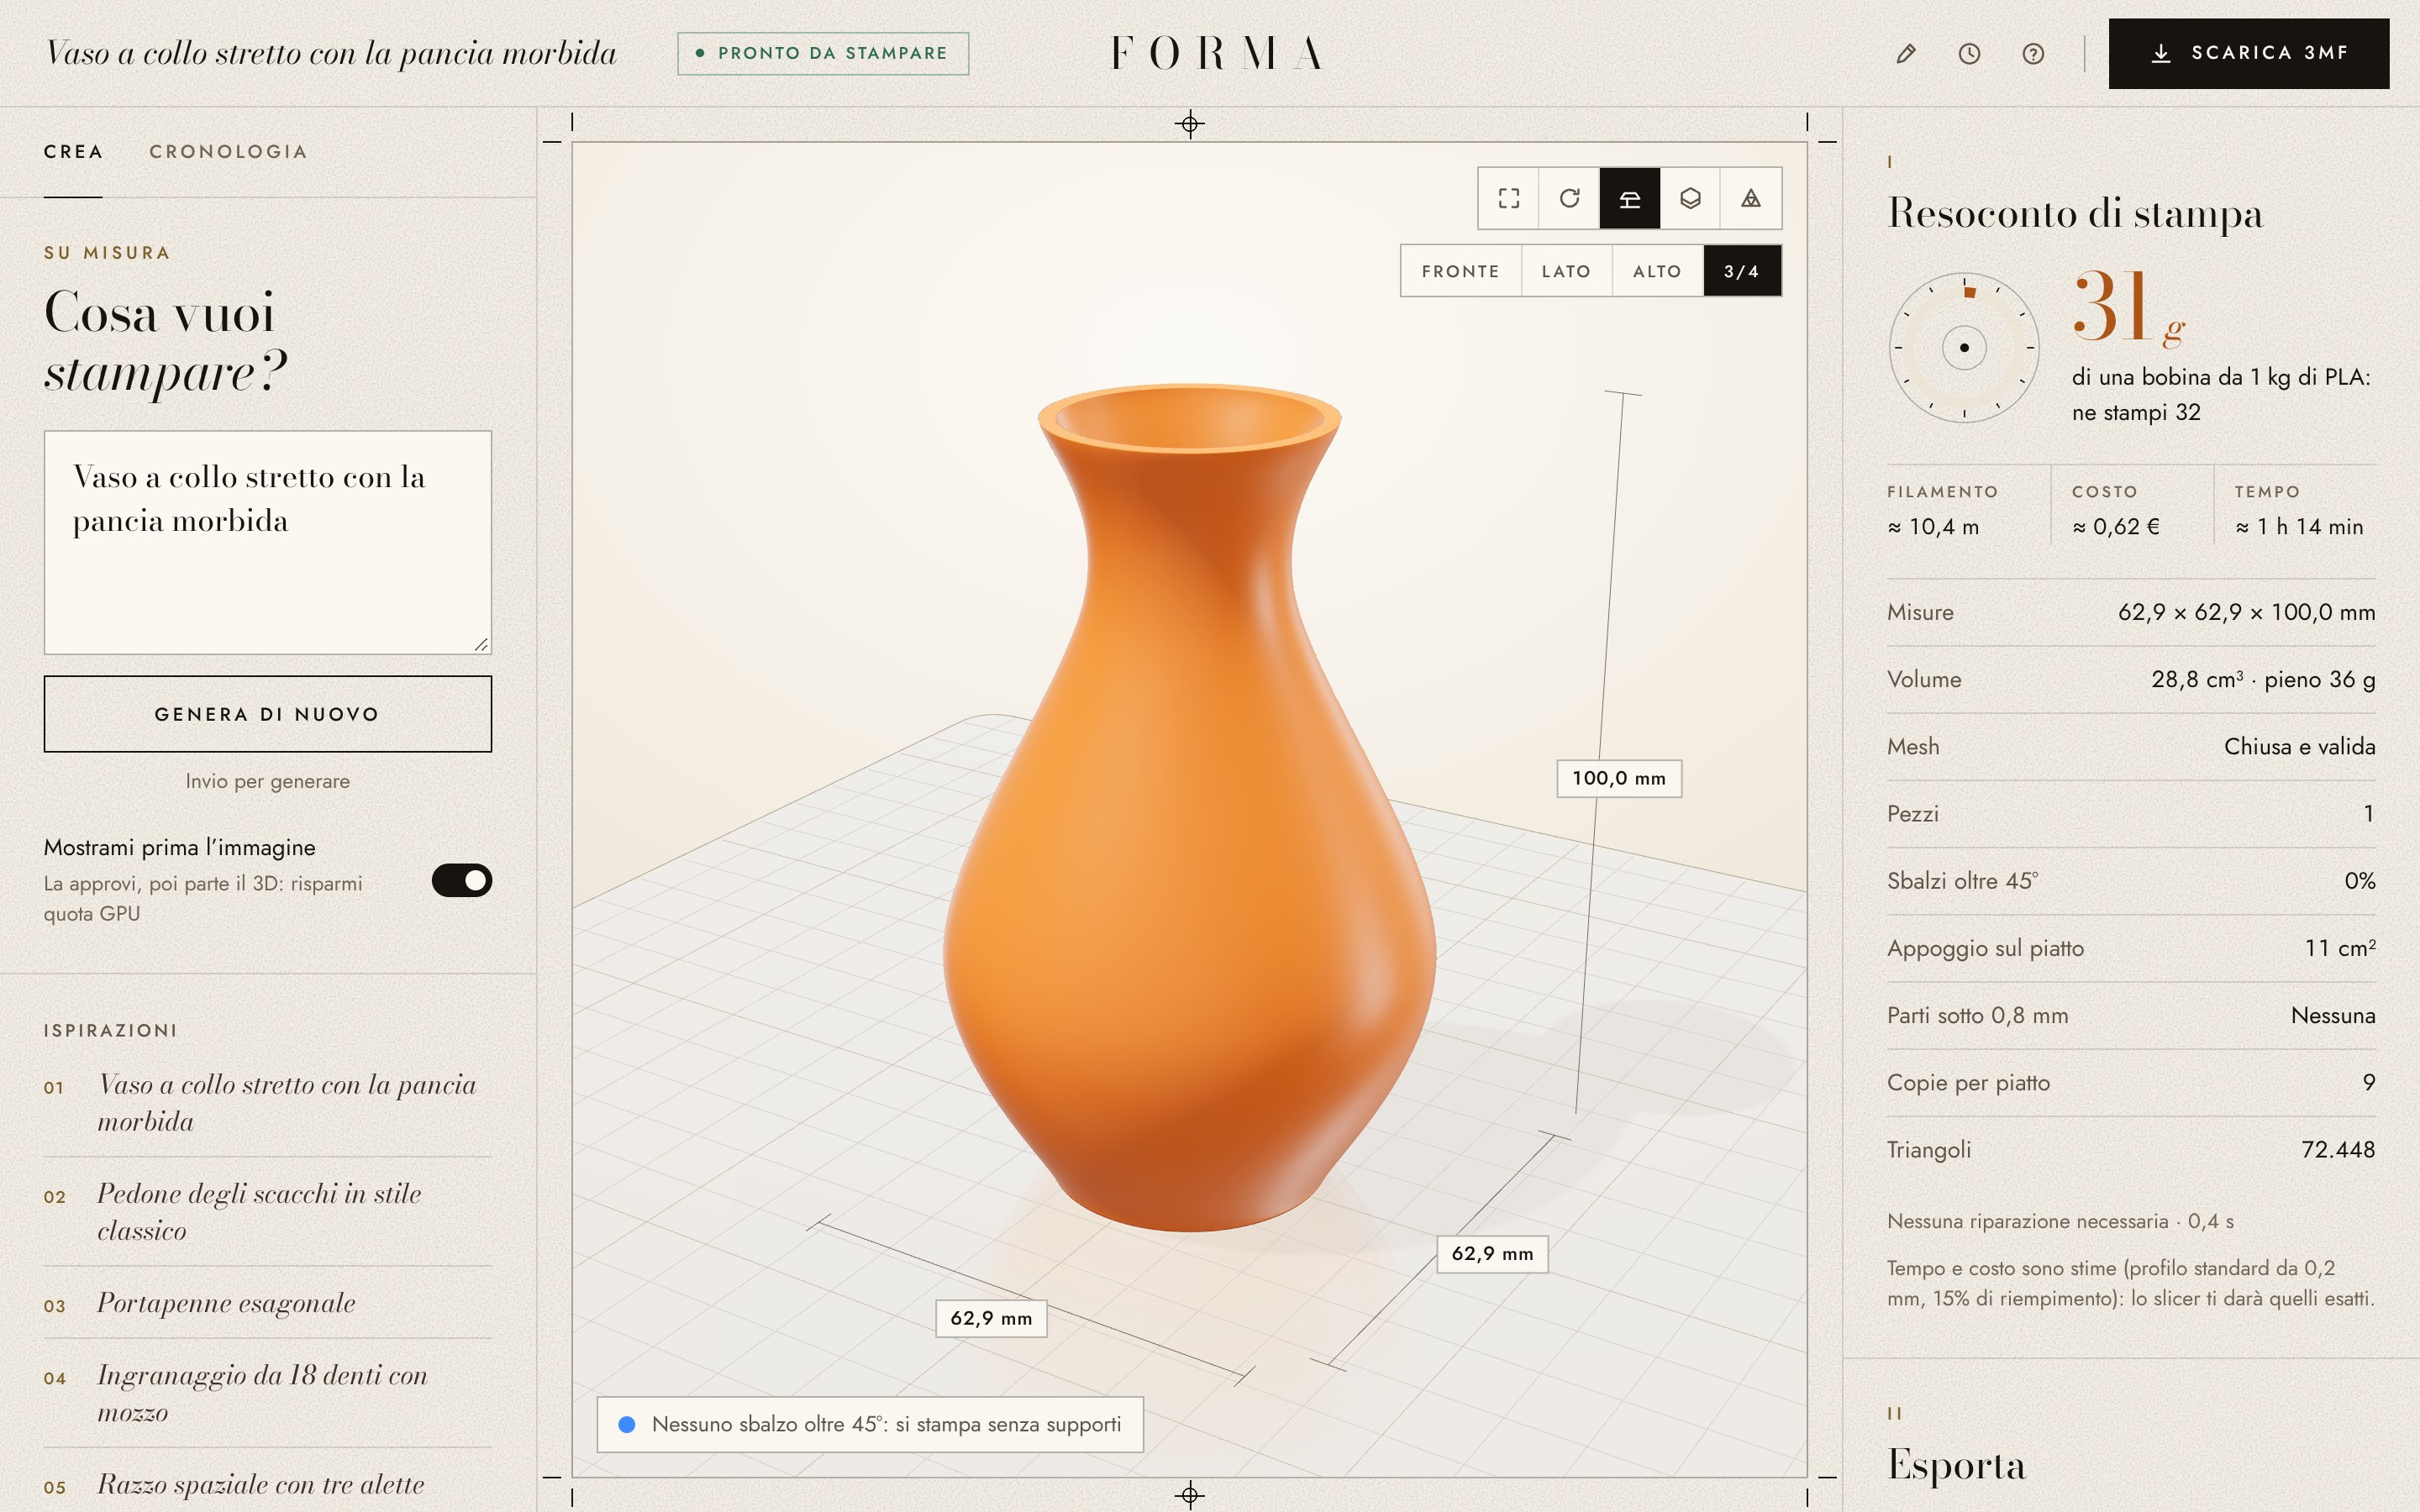 Vaso a collo stretto con la pancia morbida
PRONTO DA STAMPARE
FORMA
SCARICA 3MF
CREA
CRONOLOGIA
SU MISURA
Cosa vuoi
stampare?
Vaso a collo stretto con la
pancia morbida
GENERA DI NUOVO
Invio per generare
Mostrami prima l’immagine
La approvi, poi parte il 3D: risparmi
quota GPU
ISPIRAZIONI
01 Vaso a collo stretto con la pancia
morbida
02 Pedone degli scacchi in stile
classico
03 Portapenne esagonale
04 Ingranaggio da 18 denti con
mozzo
05 Razzo spaziale con tre alette
FRONTE LATO ALTO 3/4
100,0 mm
62,9 mm
62,9 mm
Nessuno sbalzo oltre 45°: si stampa senza supporti
I
Resoconto di stampa
31 g
di una bobina da 1 kg di PLA:
ne stampi 32
FILAMENTO COSTO TEMPO
≈ 10,4 m ≈ 0,62 € ≈ 1 h 14 min
Misure 62,9 × 62,9 × 100,0 mm
Volume 28,8 cm³ · pieno 36 g
Mesh Chiusa e valida
Pezzi 1
Sbalzi oltre 45° 0%
Appoggio sul piatto 11 cm²
Parti sotto 0,8 mm Nessuna
Copie per piatto 9
Triangoli 72.448
Nessuna riparazione necessaria · 0,4 s
Tempo e costo sono stime (profilo standard da 0,2
mm, 15% di riempimento): lo slicer ti darà quelli esatti.
II
Esporta